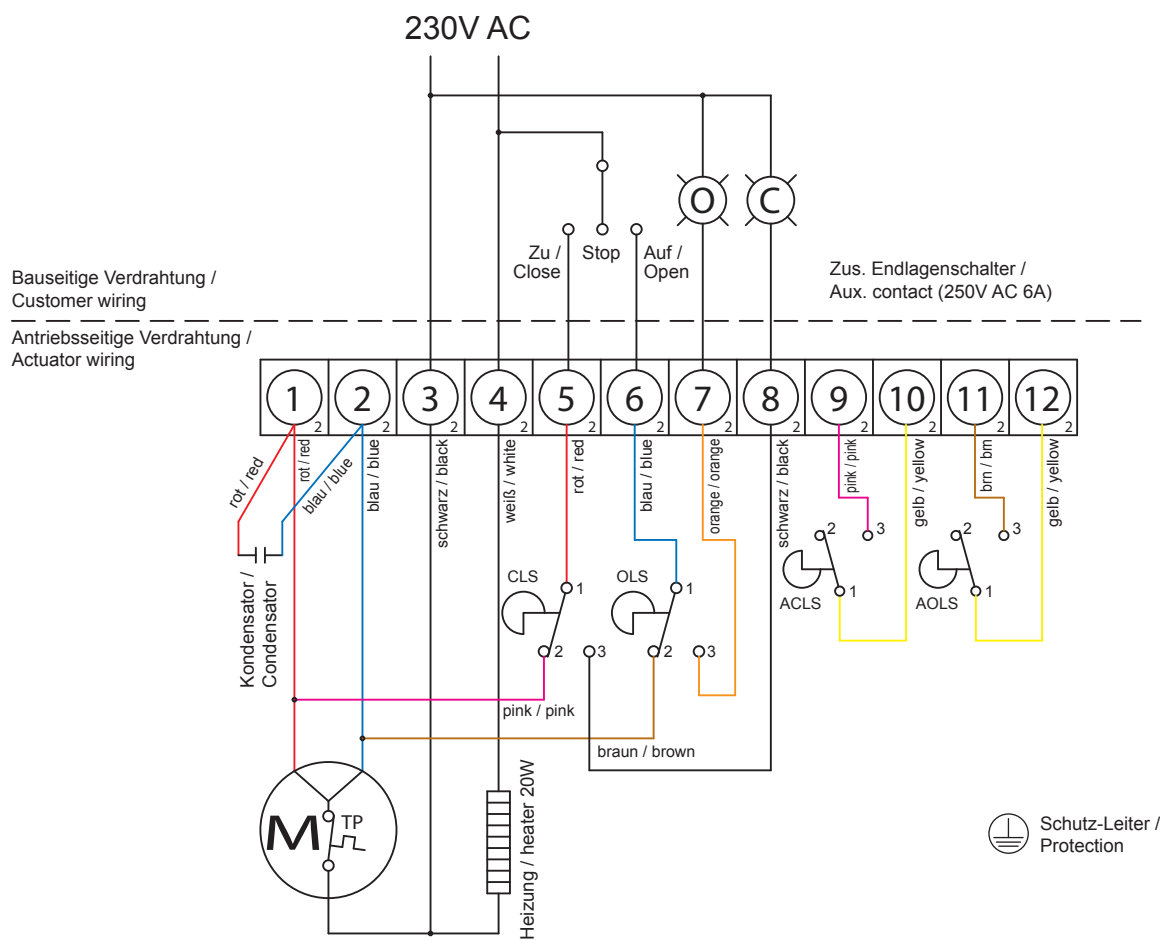 230V AC
O
C
Zu /
Close
Stop
Auf /
Open
Bauseitige Verdrahtung /
Customer wiring
Zus. Endlagenschalter /
Aux. contact (250V AC 6A)
Antriebsseitige Verdrahtung /
Actuator wiring
1 2 3 4 5 6 7 8 9 10 11 12
2 2 2 2 2 2 2 2 2 2 2 2
rot / red
blau / blue
rot / red
blau / blue
schwarz / black
weiß / white
rot / red
blau / blue
orange / orange
schwarz / black
pink / pink
gelb / yellow
brn / brn
gelb / yellow
Kondensator /
Condensator
CLS
1
2
3
OLS
1
2
3
2
3
ACLS
1
2
3
AOLS
1
pink / pink
braun / brown
M
TP
Heizung / heater 20W
Schutz-Leiter /
Protection